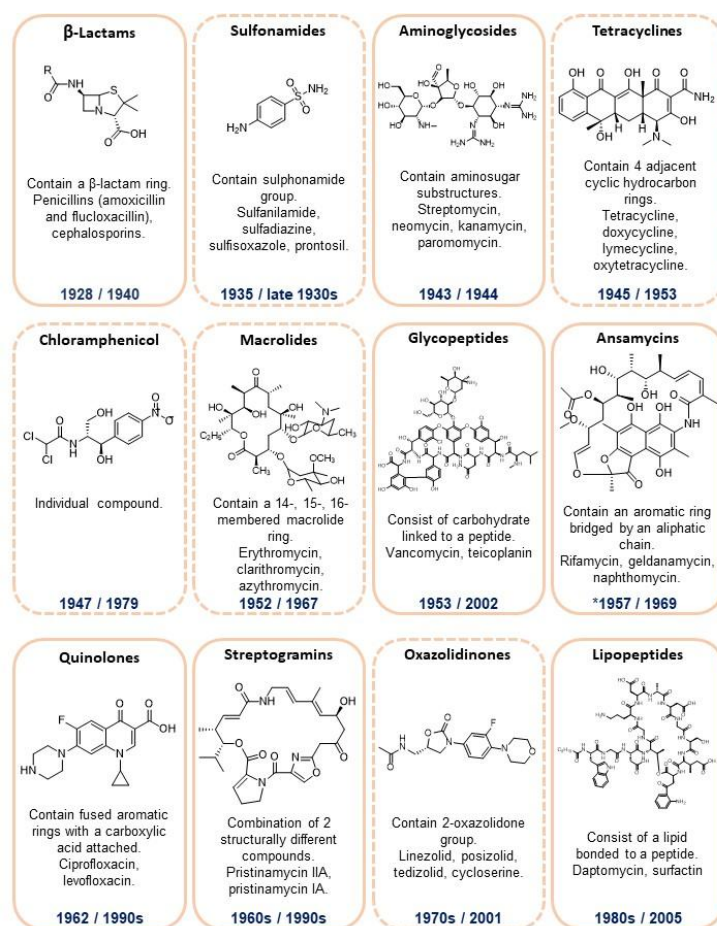 β-Lactams
Contain a β-lactam ring.
Penicillins (amoxicillin
and flucloxacillin),
cephalosporins.
1928 / 1940
Sulfonamides
Contain sulphonamide
group.
Sulfanilamide,
sulfadiazine,
sulfisoxazole, prontosil.
1935 / late 1930s
Aminoglycosides
Contain aminosugar
substructures.
Streptomycin,
neomycin, kanamycin,
paromomycin.
1943 / 1944
Tetracyclines
Contain 4 adjacent
cyclic hydrocarbon
rings.
Tetracycline,
doxycycline,
lymecycline,
oxytetracycline.
1945 / 1953
Chloramphenicol
Individual compound.
1947 / 1979
Macrolides
Contain a 14-, 15-, 16-
membered macrolide
ring.
Erythromycin,
clarithromycin,
azythromycin.
1952 / 1967
Glycopeptides
Consist of carbohydrate
linked to a peptide.
Vancomycin, teicoplanin
1953 / 2002
Ansamycins
Contain an aromatic ring
bridged by an aliphatic
chain.
Rifamycin, geldanamycin,
naphthomycin.
*1957 / 1969
Quinolones
Contain fused aromatic
rings with a carboxylic
acid attached.
Ciprofloxacin,
levofloxacin.
1962 / 1990s
Streptogramins
Combination of 2
structurally different
compounds.
Pristinamycin IIA,
pristinamycin IA.
1960s / 1990s
Oxazolidinones
Contain 2-oxazolidone
group.
Linezolid, posizolid,
tedizolid, cycloserine.
1970s / 2001
Lipopeptides
Consist of a lipid
bonded to a peptide.
Daptomycin, surfactin
1980s / 2005